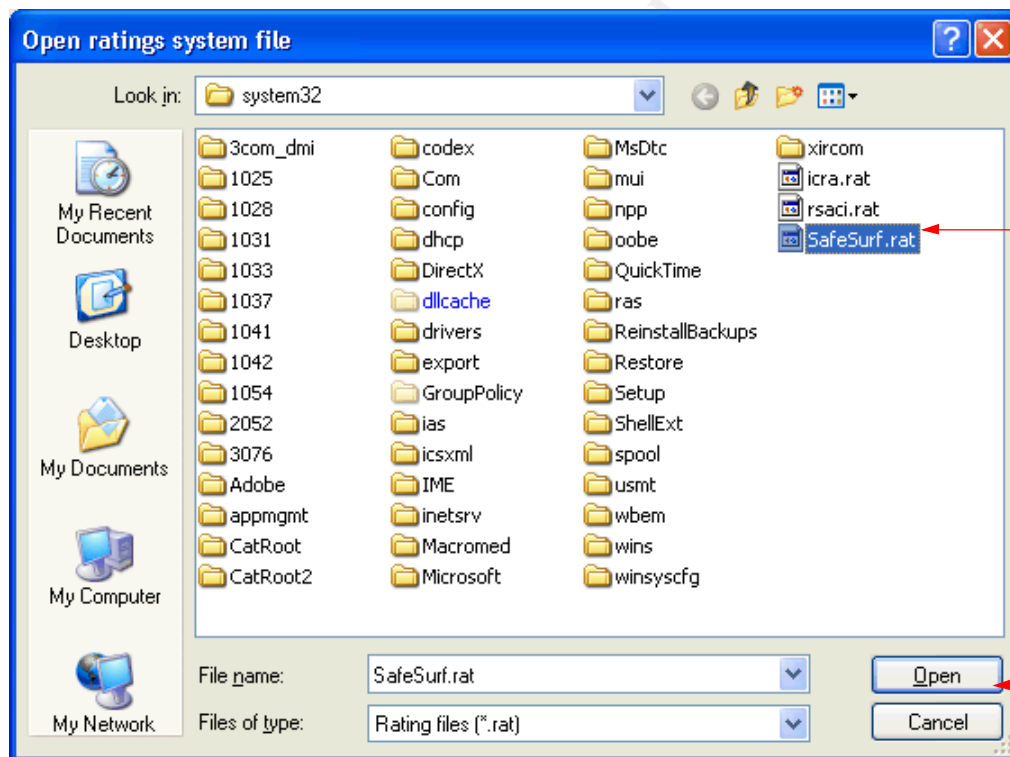 Open ratings system file
Look in:
system32
My Recent
Documents
Desktop
My Documents
My Computer
My Network
3com_dmi
1025
1028
1031
1033
1037
1041
1042
1054
2052
3076
Adobe
appmgmt
CatRoot
CatRoot2
codex
Com
config
dhcp
DirectX
dllcache
drivers
export
GroupPolicy
ias
icsxml
IME
inetsrv
Macromed
Microsoft
MsDtc
mui
npp
oobe
QuickTime
ras
ReinstallBackups
Restore
Setup
ShellExt
spool
usmt
wbem
wins
winsyscfg
xircom
icra.rat
rsaci.rat
SafeSurf.rat
File name:
SafeSurf.rat
Open
Files of type:
Rating files (*.rat)
Cancel